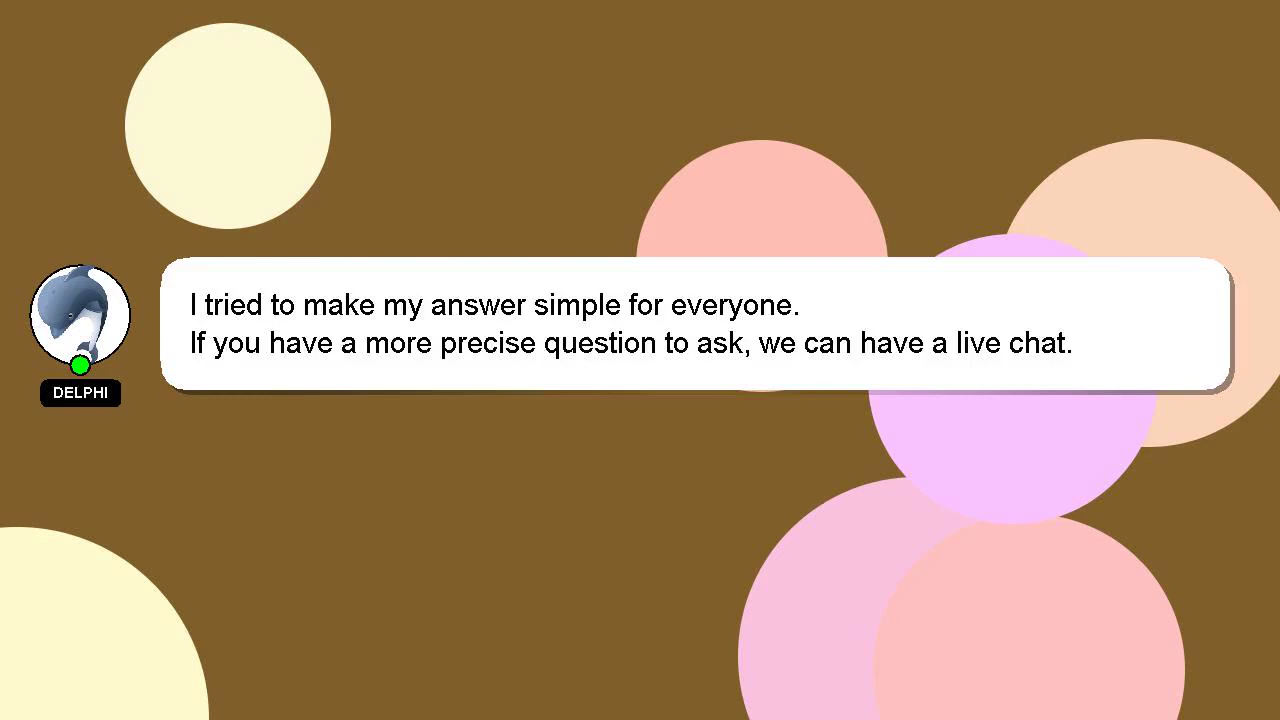 I tried to make my answer simple for everyone.
If you have a more precise question to ask, we can have a live chat.
DELPHI